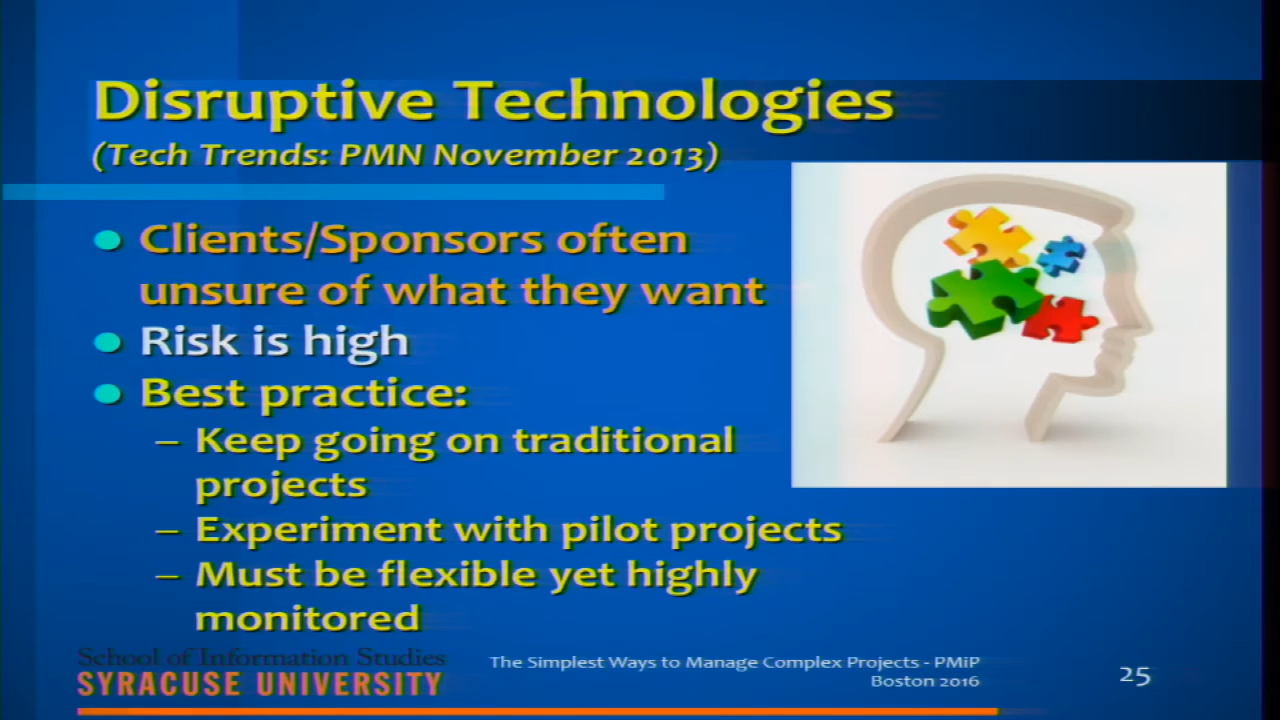 Disruptive Technologies
(Tech Trends: PMN November 2013)
Clients/Sponsors often
unsure of what they want
Risk is high
Best practice:
– Keep going on traditional
projects
– Experiment with pilot projects
– Must be flexible yet highly
monitored
School of Information Studies
SYRACUSE UNIVERSITY
The Simplest Ways to Manage Complex Projects - PMiP
Boston 2016
25